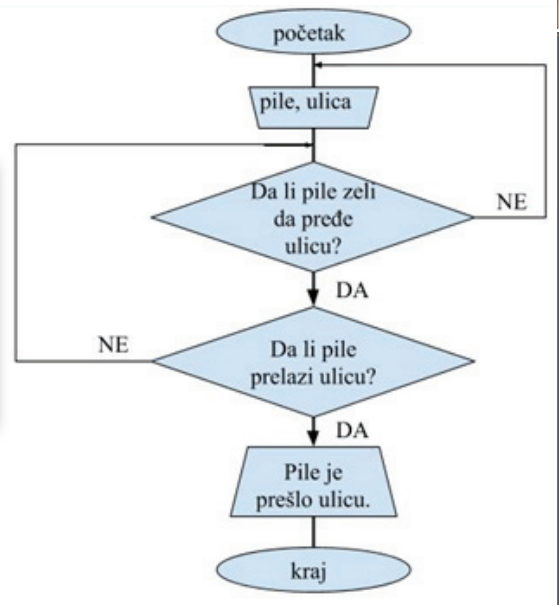 početak
pile, ulica
Da li pile zeli
da pređe
ulicu?
NE
DA
Da li pile
prelazi ulicu?
NE
DA
Pile je
prešlo ulicu.
kraj